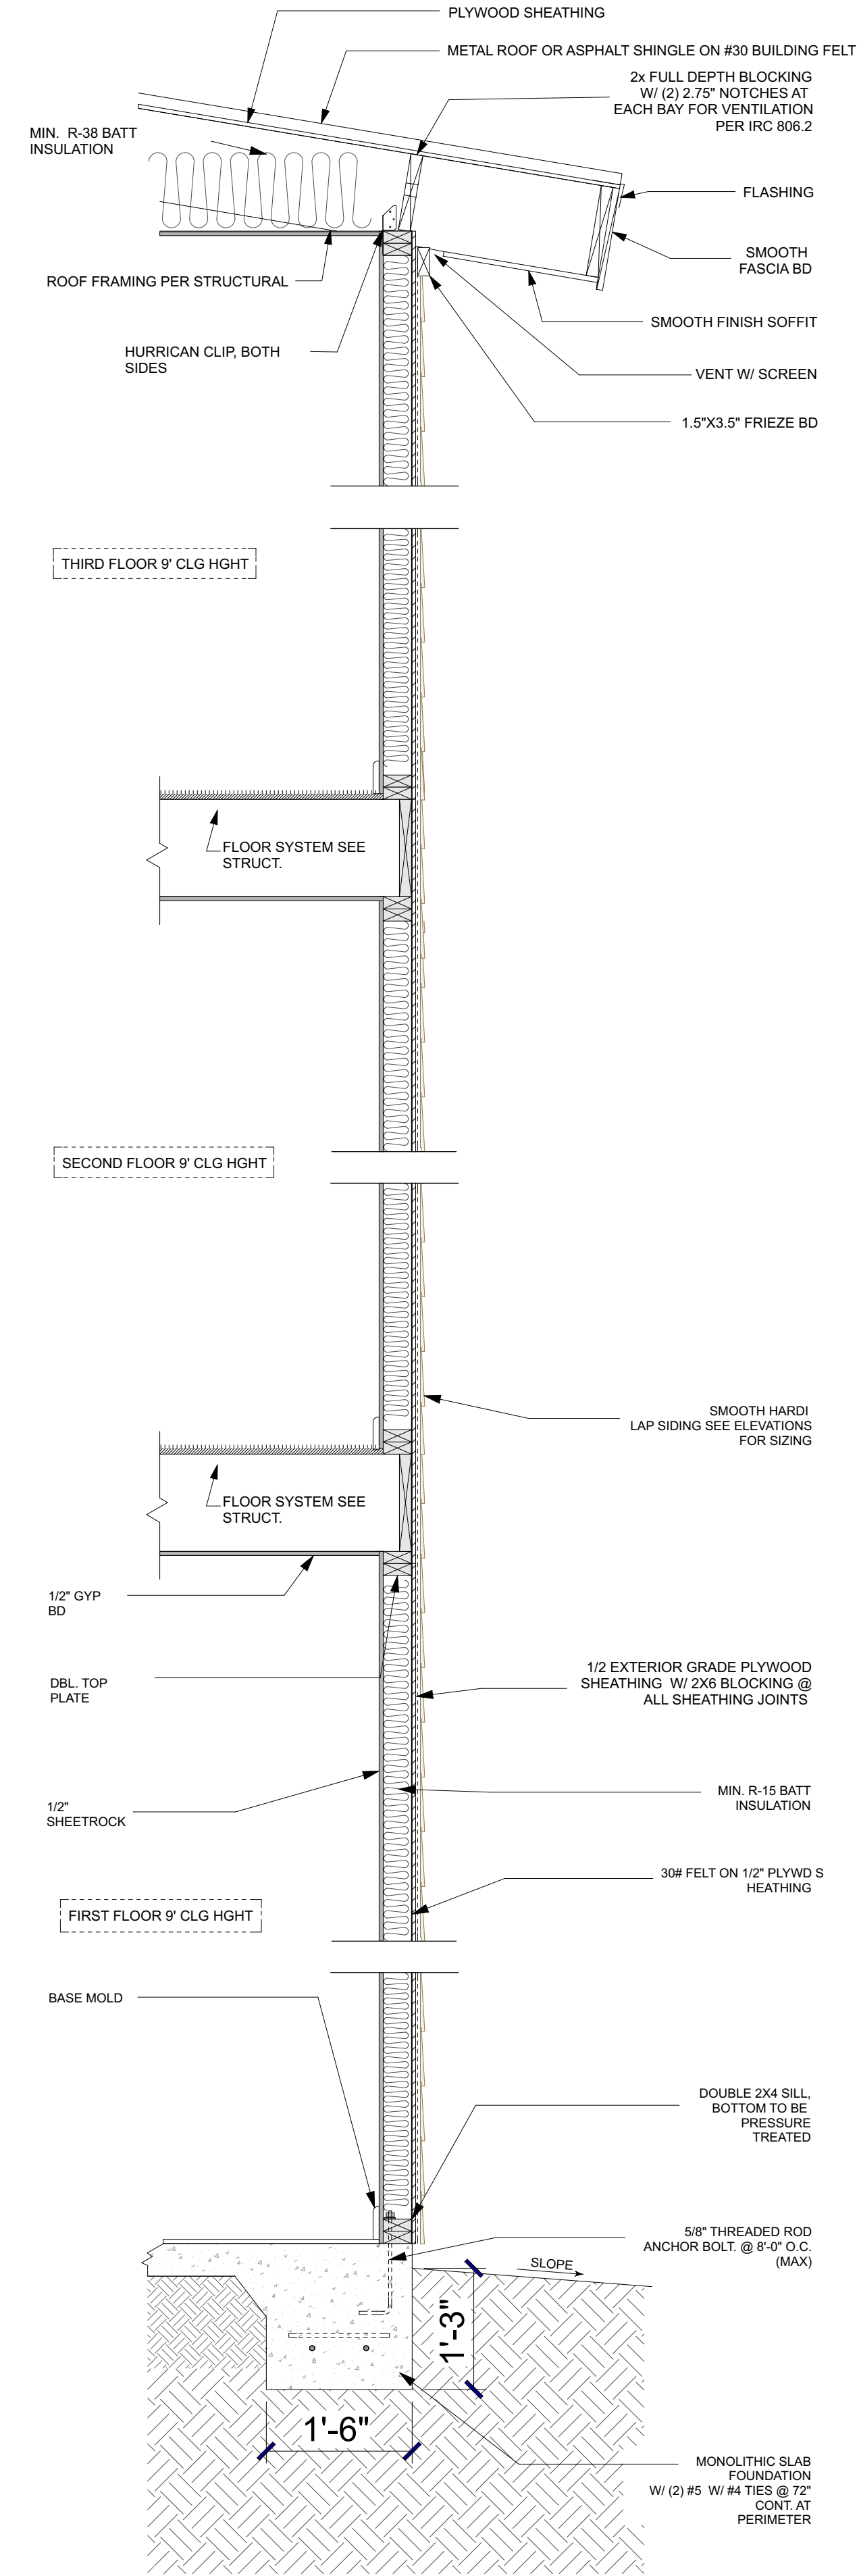 PLYWOOD SHEATHING
METAL ROOF OR ASPHALT SHINGLE ON #30 BUILDING FELT
2x FULL DEPTH BLOCKING
W/ (2) 2.75" NOTCHES AT
EACH BAY FOR VENTILATION
PER IRC 806.2
MIN. R-38 BATT
INSULATION
FLASHING
SMOOTH
FASCIA BD
ROOF FRAMING PER STRUCTURAL
SMOOTH FINISH SOFFIT
HURRICAN CLIP, BOTH
SIDES
VENT W/ SCREEN
1.5"X3.5" FRIEZE BD
THIRD FLOOR 9' CLG HGHT
FLOOR SYSTEM SEE
STRUCT.
SECOND FLOOR 9' CLG HGHT
SMOOTH HARDI
LAP SIDING SEE ELEVATIONS
FOR SIZING
FLOOR SYSTEM SEE
STRUCT.
1/2" GYP
BD
DBL. TOP
PLATE
1/2 EXTERIOR GRADE PLYWOOD
SHEATHING W/ 2X6 BLOCKING @
ALL SHEATHING JOINTS
MIN. R-15 BATT
INSULATION
1/2"
SHEETROCK
30# FELT ON 1/2" PLYWD S
HEATHING
FIRST FLOOR 9' CLG HGHT
BASE MOLD
DOUBLE 2X4 SILL,
BOTTOM TO BE
PRESSURE
TREATED
5/8" THREADED ROD
ANCHOR BOLT. @ 8'-0" O.C.
(MAX)
SLOPE
1'-3"
1'-6"
MONOLITHIC SLAB
FOUNDATION
W/ (2) #5 W/ #4 TIES @ 72"
CONT. AT
PERIMETER